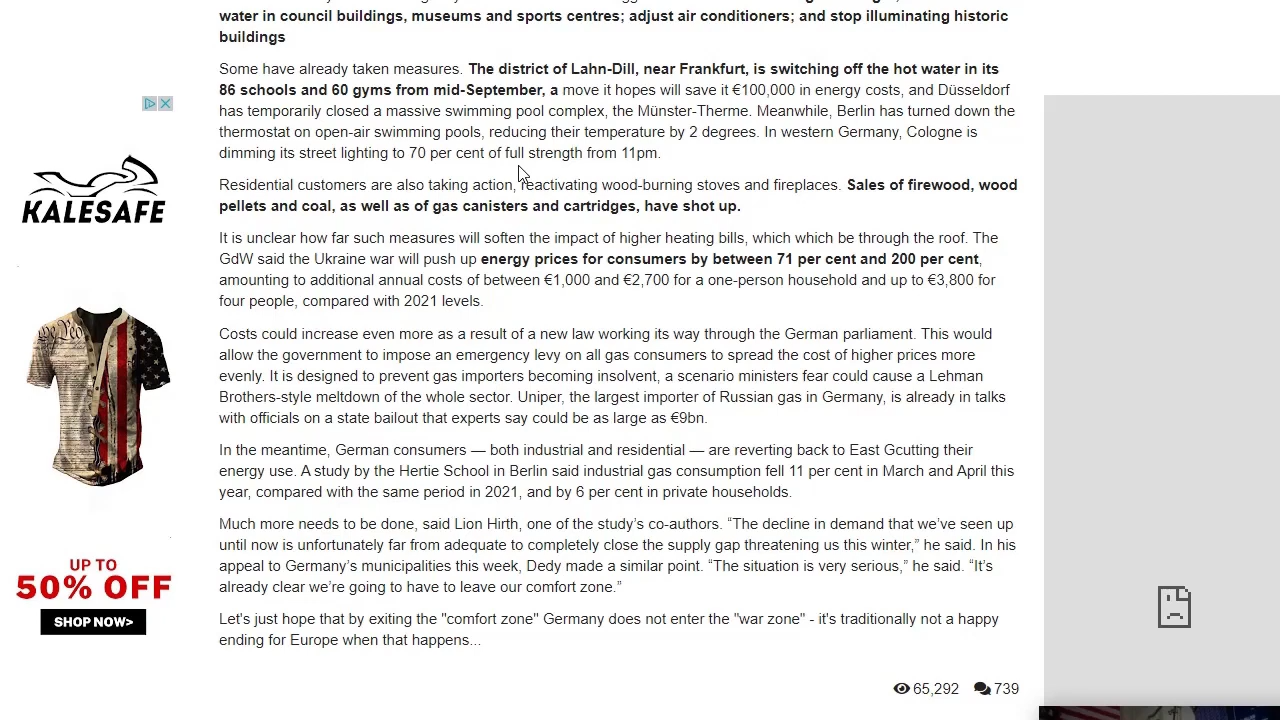 water in council buildings, museums and sports centres; adjust air conditioners; and stop illuminating historic
buildings
Some have already taken measures. The district of Lahn-Dill, near Frankfurt, is switching off the hot water in its
86 schools and 60 gyms from mid-September, a move it hopes will save it €100,000 in energy costs, and Düsseldorf
has temporarily closed a massive swimming pool complex, the Münster-Therme. Meanwhile, Berlin has turned down the
thermostat on open-air swimming pools, reducing their temperature by 2 degrees. In western Germany, Cologne is
dimming its street lighting to 70 per cent of full strength from 11pm.
Residential customers are also taking action, reactivating wood-burning stoves and fireplaces. Sales of firewood, wood
pellets and coal, as well as of gas canisters and cartridges, have shot up.
It is unclear how far such measures will soften the impact of higher heating bills, which which be through the roof. The
GdW said the Ukraine war will push up energy prices for consumers by between 71 per cent and 200 per cent,
amounting to additional annual costs of between €1,000 and €2,700 for a one-person household and up to €3,800 for
four people, compared with 2021 levels.
Costs could increase even more as a result of a new law working its way through the German parliament. This would
allow the government to impose an emergency levy on all gas consumers to spread the cost of higher prices more
evenly. It is designed to prevent gas importers becoming insolvent, a scenario ministers fear could cause a Lehman
Brothers-style meltdown of the whole sector. Uniper, the largest importer of Russian gas in Germany, is already in talks
with officials on a state bailout that experts say could be as large as €9bn.
In the meantime, German consumers — both industrial and residential — are reverting back to East Gcutting their
energy use. A study by the Hertie School in Berlin said industrial gas consumption fell 11 per cent in March and April this
year, compared with the same period in 2021, and by 6 per cent in private households.
Much more needs to be done, said Lion Hirth, one of the study’s co-authors. “The decline in demand that we’ve seen up
until now is unfortunately far from adequate to completely close the supply gap threatening us this winter,” he said. In his
appeal to Germany’s municipalities this week, Dedy made a similar point. “The situation is very serious,” he said. “It’s
already clear we’re going to have to leave our comfort zone.”
Let's just hope that by exiting the "comfort zone" Germany does not enter the "war zone" - it's traditionally not a happy
ending for Europe when that happens...
65,292 739
KALESAFE
We the Peo
UP TO
50% OFF
SHOP NOW>